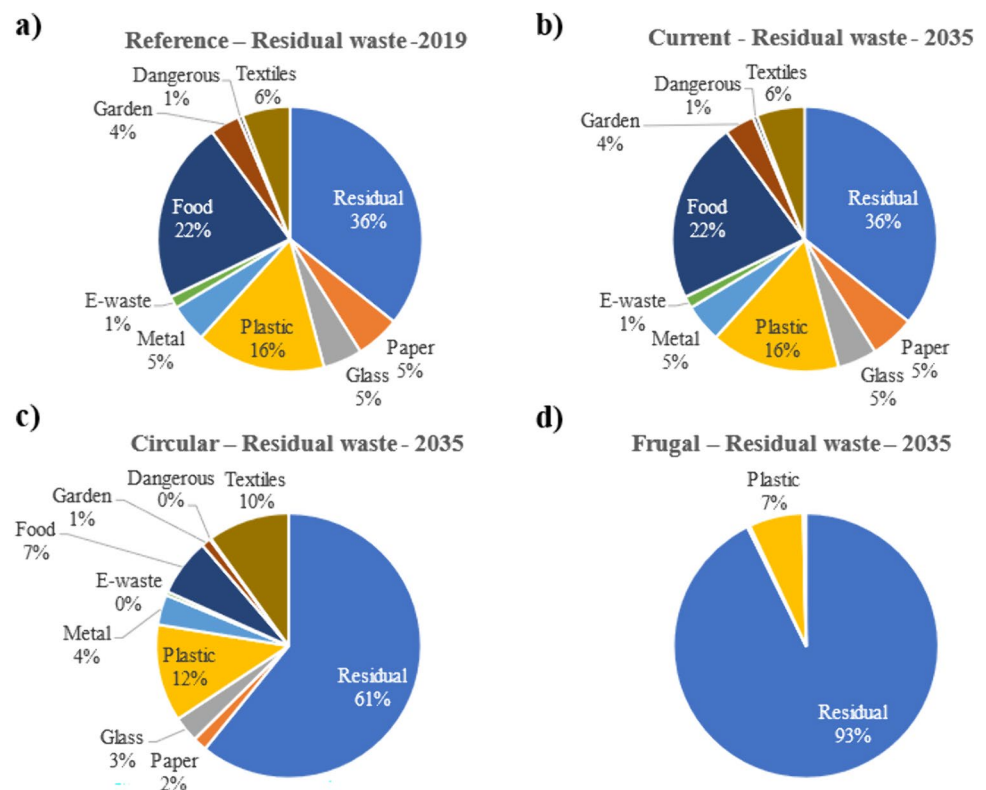 a)
Reference – Residual waste -2019
Dangerous
1%
Textiles
6%
Garden
4%
Food
22%
Residual
36%
E-waste
1%
Metal
5%
Plastic
16%
Glass
5%
Paper
5%
b)
Current - Residual waste - 2035
Dangerous
1%
Textiles
6%
Garden
4%
Food
22%
Residual
36%
E-waste
1%
Metal
5%
Plastic
16%
Glass
5%
Paper
5%
c)
Circular – Residual waste - 2035
Dangerous
0%
Textiles
10%
Garden
1%
Food
7%
E-waste
0%
Metal
4%
Plastic
12%
Residual
61%
Glass
3%
Paper
2%
d)
Frugal – Residual waste – 2035
Plastic
7%
Residual
93%